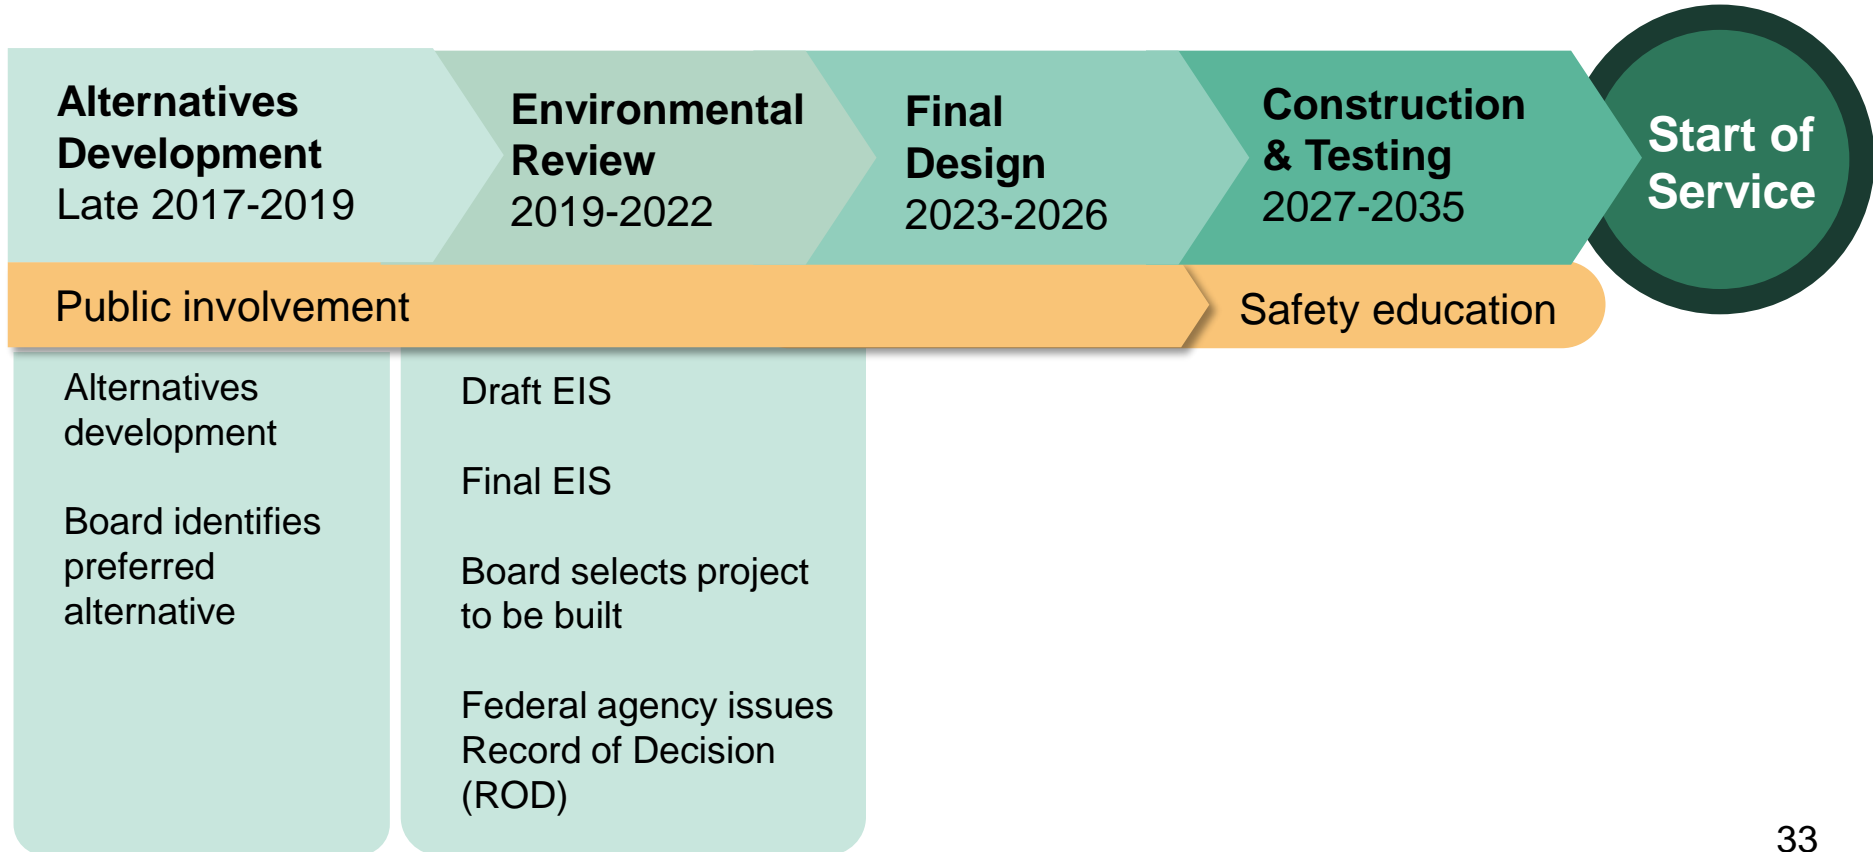 Alternatives
Development
Late 2017-2019
Environmental
Review
2019-2022
Final
Design
2023-2026
Construction
& Testing
2027-2035
Start of
Service
Public involvement
Safety education
Alternatives
development
Board identifies
preferred
alternative
Draft EIS
Final EIS
Board selects project
to be built
Federal agency issues
Record of Decision
(ROD)
33